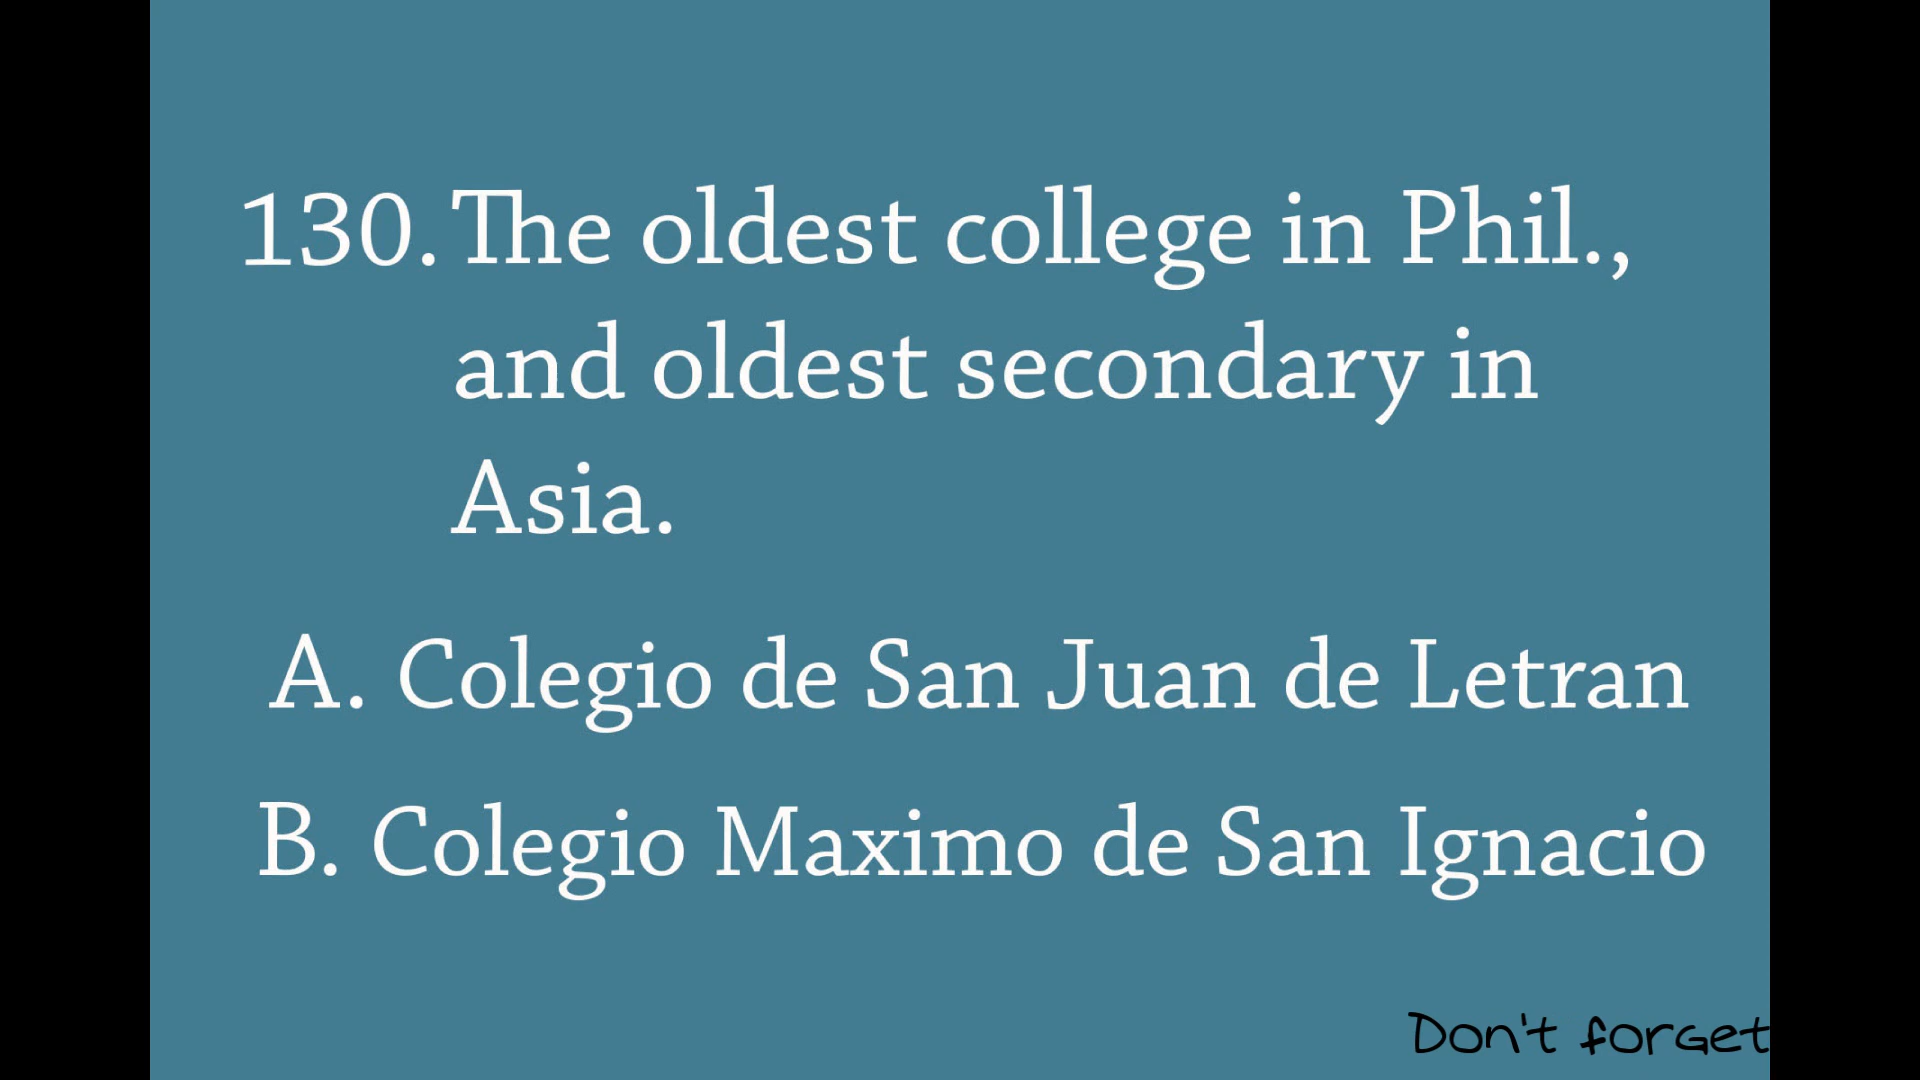 130. The oldest college in Phil.,
and oldest secondary in
Asia.
A. Colegio de San Juan de Letran
B. Colegio Maximo de San Ignacio
Don't forget